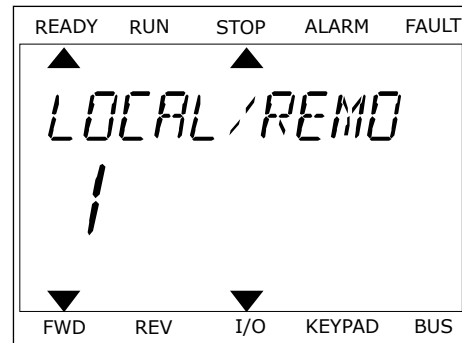 READY RUN STOP ALARM FAULT
LOCAL/REMO
1
FWD REV I/O KEYPAD BUS